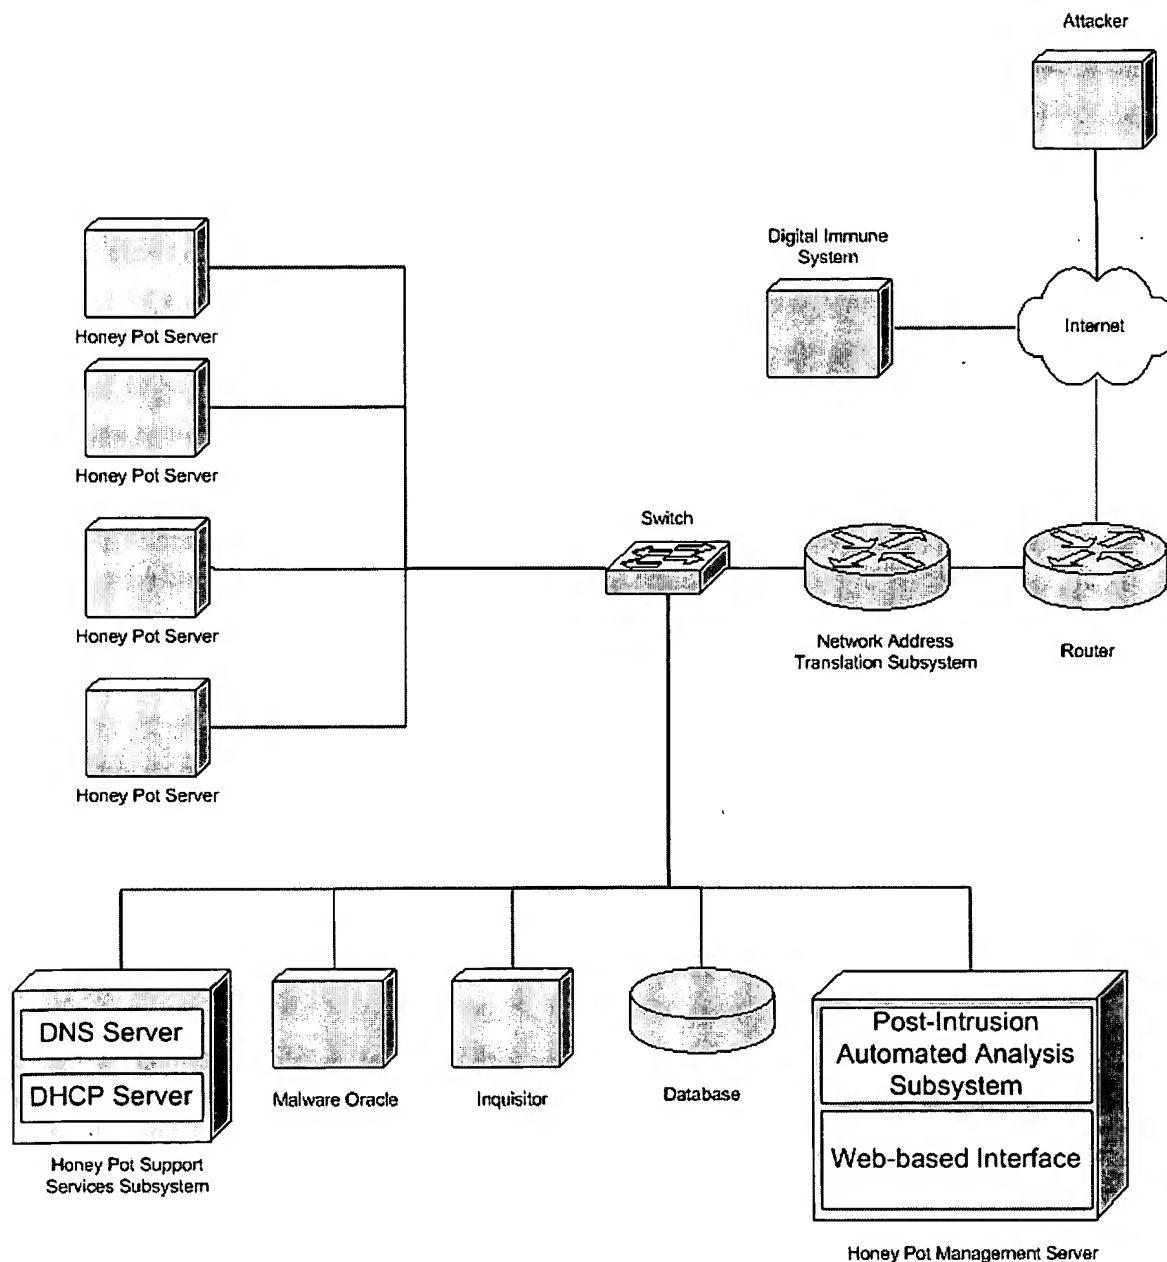 Attacker
Digital Immune
System
Internet
Honey Pot Server
Honey Pot Server
Switch
Honey Pot Server
Network Address
Translation Subsystem
Router
Honey Pot Server
DNS Server
DHCP Server
Honey Pot Support
Services Subsystem
Malware Oracle
Inquisitor
Database
Post-Intrusion
Automated Analysis
Subsystem
Web-based Interface
Honey Pot Management Server